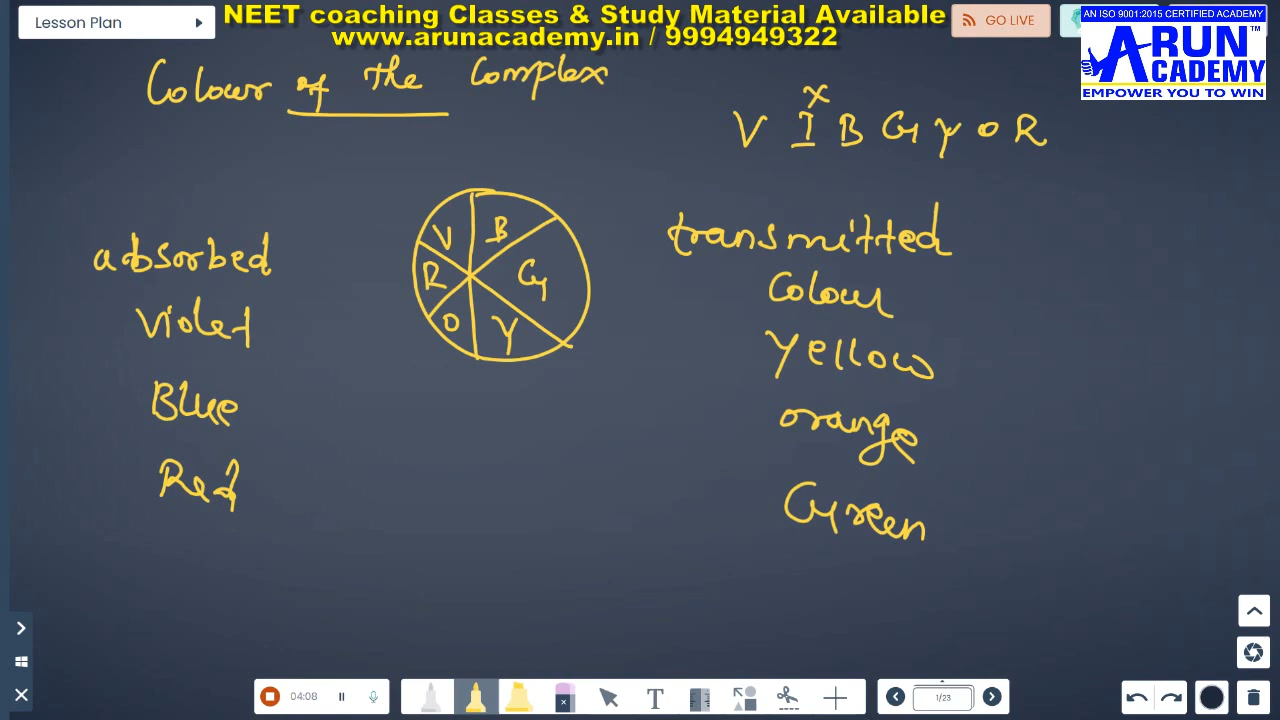 Lesson Plan
NEET coaching Classes & Study Material Available
www.arunacademy.in / 9994949322
GO LIVE
AN ISO 9001:2015 CERTIFIED ACADEMY
ARUN
ACADEMY
TM
EMPOWER YOU TO WIN
Colour of the Complex
x
V I B G Y O R
absorbed
Violet
Blue
Red
V B
R G
O Y
transmitted
Colour
Yellow
orange
Green
04:08
T
1/23